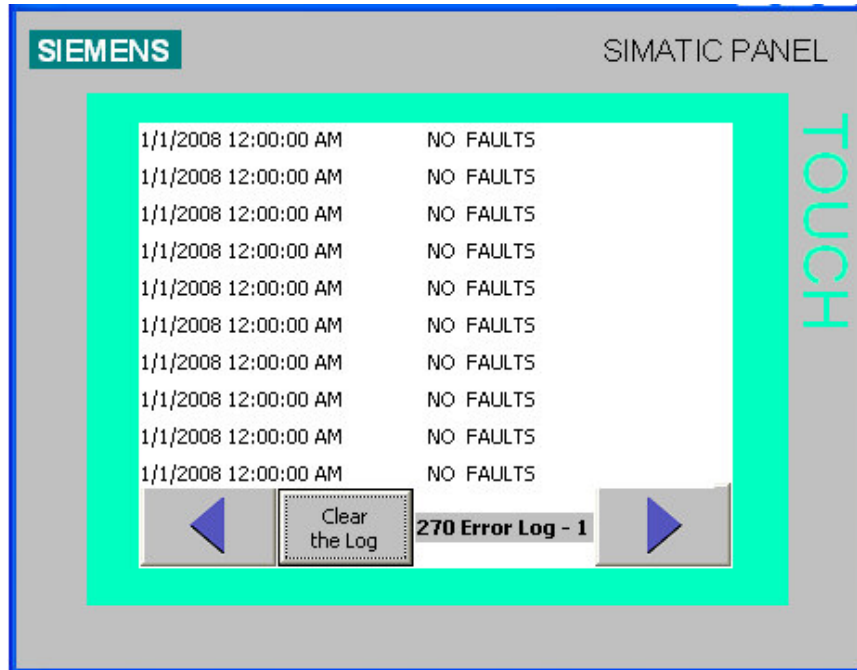 SIEMENS
SIMATIC PANEL
TOUCH
1/1/2008 12:00:00 AM NO FAULTS
1/1/2008 12:00:00 AM NO FAULTS
1/1/2008 12:00:00 AM NO FAULTS
1/1/2008 12:00:00 AM NO FAULTS
1/1/2008 12:00:00 AM NO FAULTS
1/1/2008 12:00:00 AM NO FAULTS
1/1/2008 12:00:00 AM NO FAULTS
1/1/2008 12:00:00 AM NO FAULTS
1/1/2008 12:00:00 AM NO FAULTS
1/1/2008 12:00:00 AM NO FAULTS
Clear
the Log
270 Error Log - 1